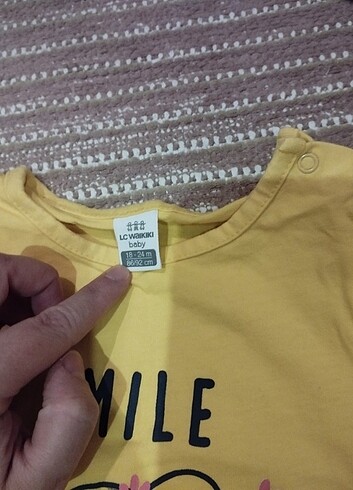 LC WAIKIKI
baby
18 - 24 m
86/92 cm
MILE